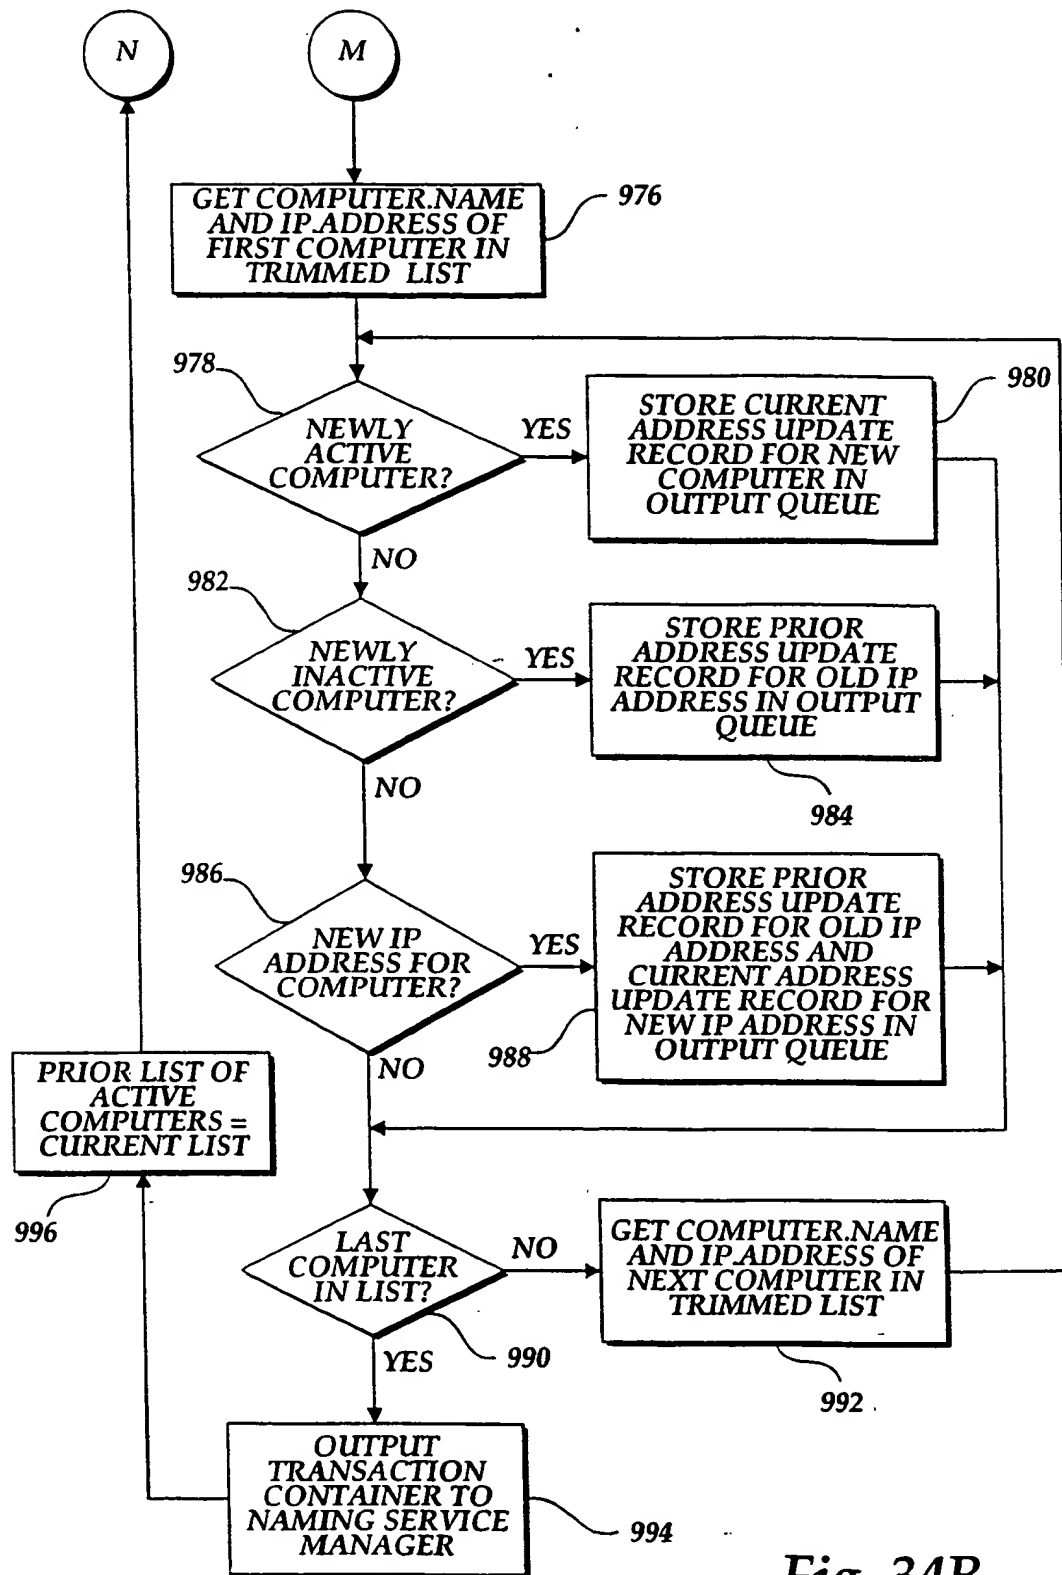 N
M
GET COMPUTER.NAME
AND IP.ADDRESS OF
FIRST COMPUTER IN
TRIMMED LIST
976
978
NEWLY
ACTIVE
COMPUTER?
YES
STORE CURRENT
ADDRESS UPDATE
RECORD FOR NEW
COMPUTER IN
OUTPUT QUEUE
980
NO
982
NEWLY
INACTIVE
COMPUTER?
YES
STORE PRIOR
ADDRESS UPDATE
RECORD FOR OLD IP
ADDRESS IN OUTPUT
QUEUE
984
NO
986
NEW IP
ADDRESS FOR
COMPUTER?
YES
STORE PRIOR
ADDRESS UPDATE
RECORD FOR OLD IP
ADDRESS AND
CURRENT ADDRESS
UPDATE RECORD FOR
NEW IP ADDRESS IN
OUTPUT QUEUE
988
NO
PRIOR LIST OF
ACTIVE
COMPUTERS =
CURRENT LIST
996
LAST
COMPUTER
IN LIST?
990
NO
GET COMPUTER.NAME
AND IP.ADDRESS OF
NEXT COMPUTER IN
TRIMMED LIST
992
YES
OUTPUT
TRANSACTION
CONTAINER TO
NAMING SERVICE
MANAGER
994
Fig. 34B